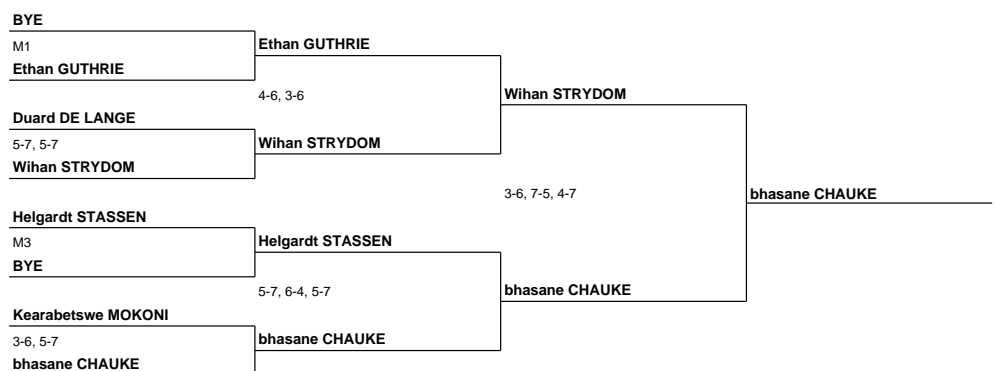 BYE
M1
Ethan GUTHRIE
Ethan GUTHRIE
4-6, 3-6
Duard DE LANGE
5-7, 5-7
Wihan STRYDOM
Wihan STRYDOM
Wihan STRYDOM
3-6, 7-5, 4-7
bhasane CHAUKE
Helgardt STASSEN
M3
BYE
Helgardt STASSEN
5-7, 6-4, 5-7
bhasane CHAUKE
Kearabetswe MOKONI
3-6, 5-7
bhasane CHAUKE
bhasane CHAUKE